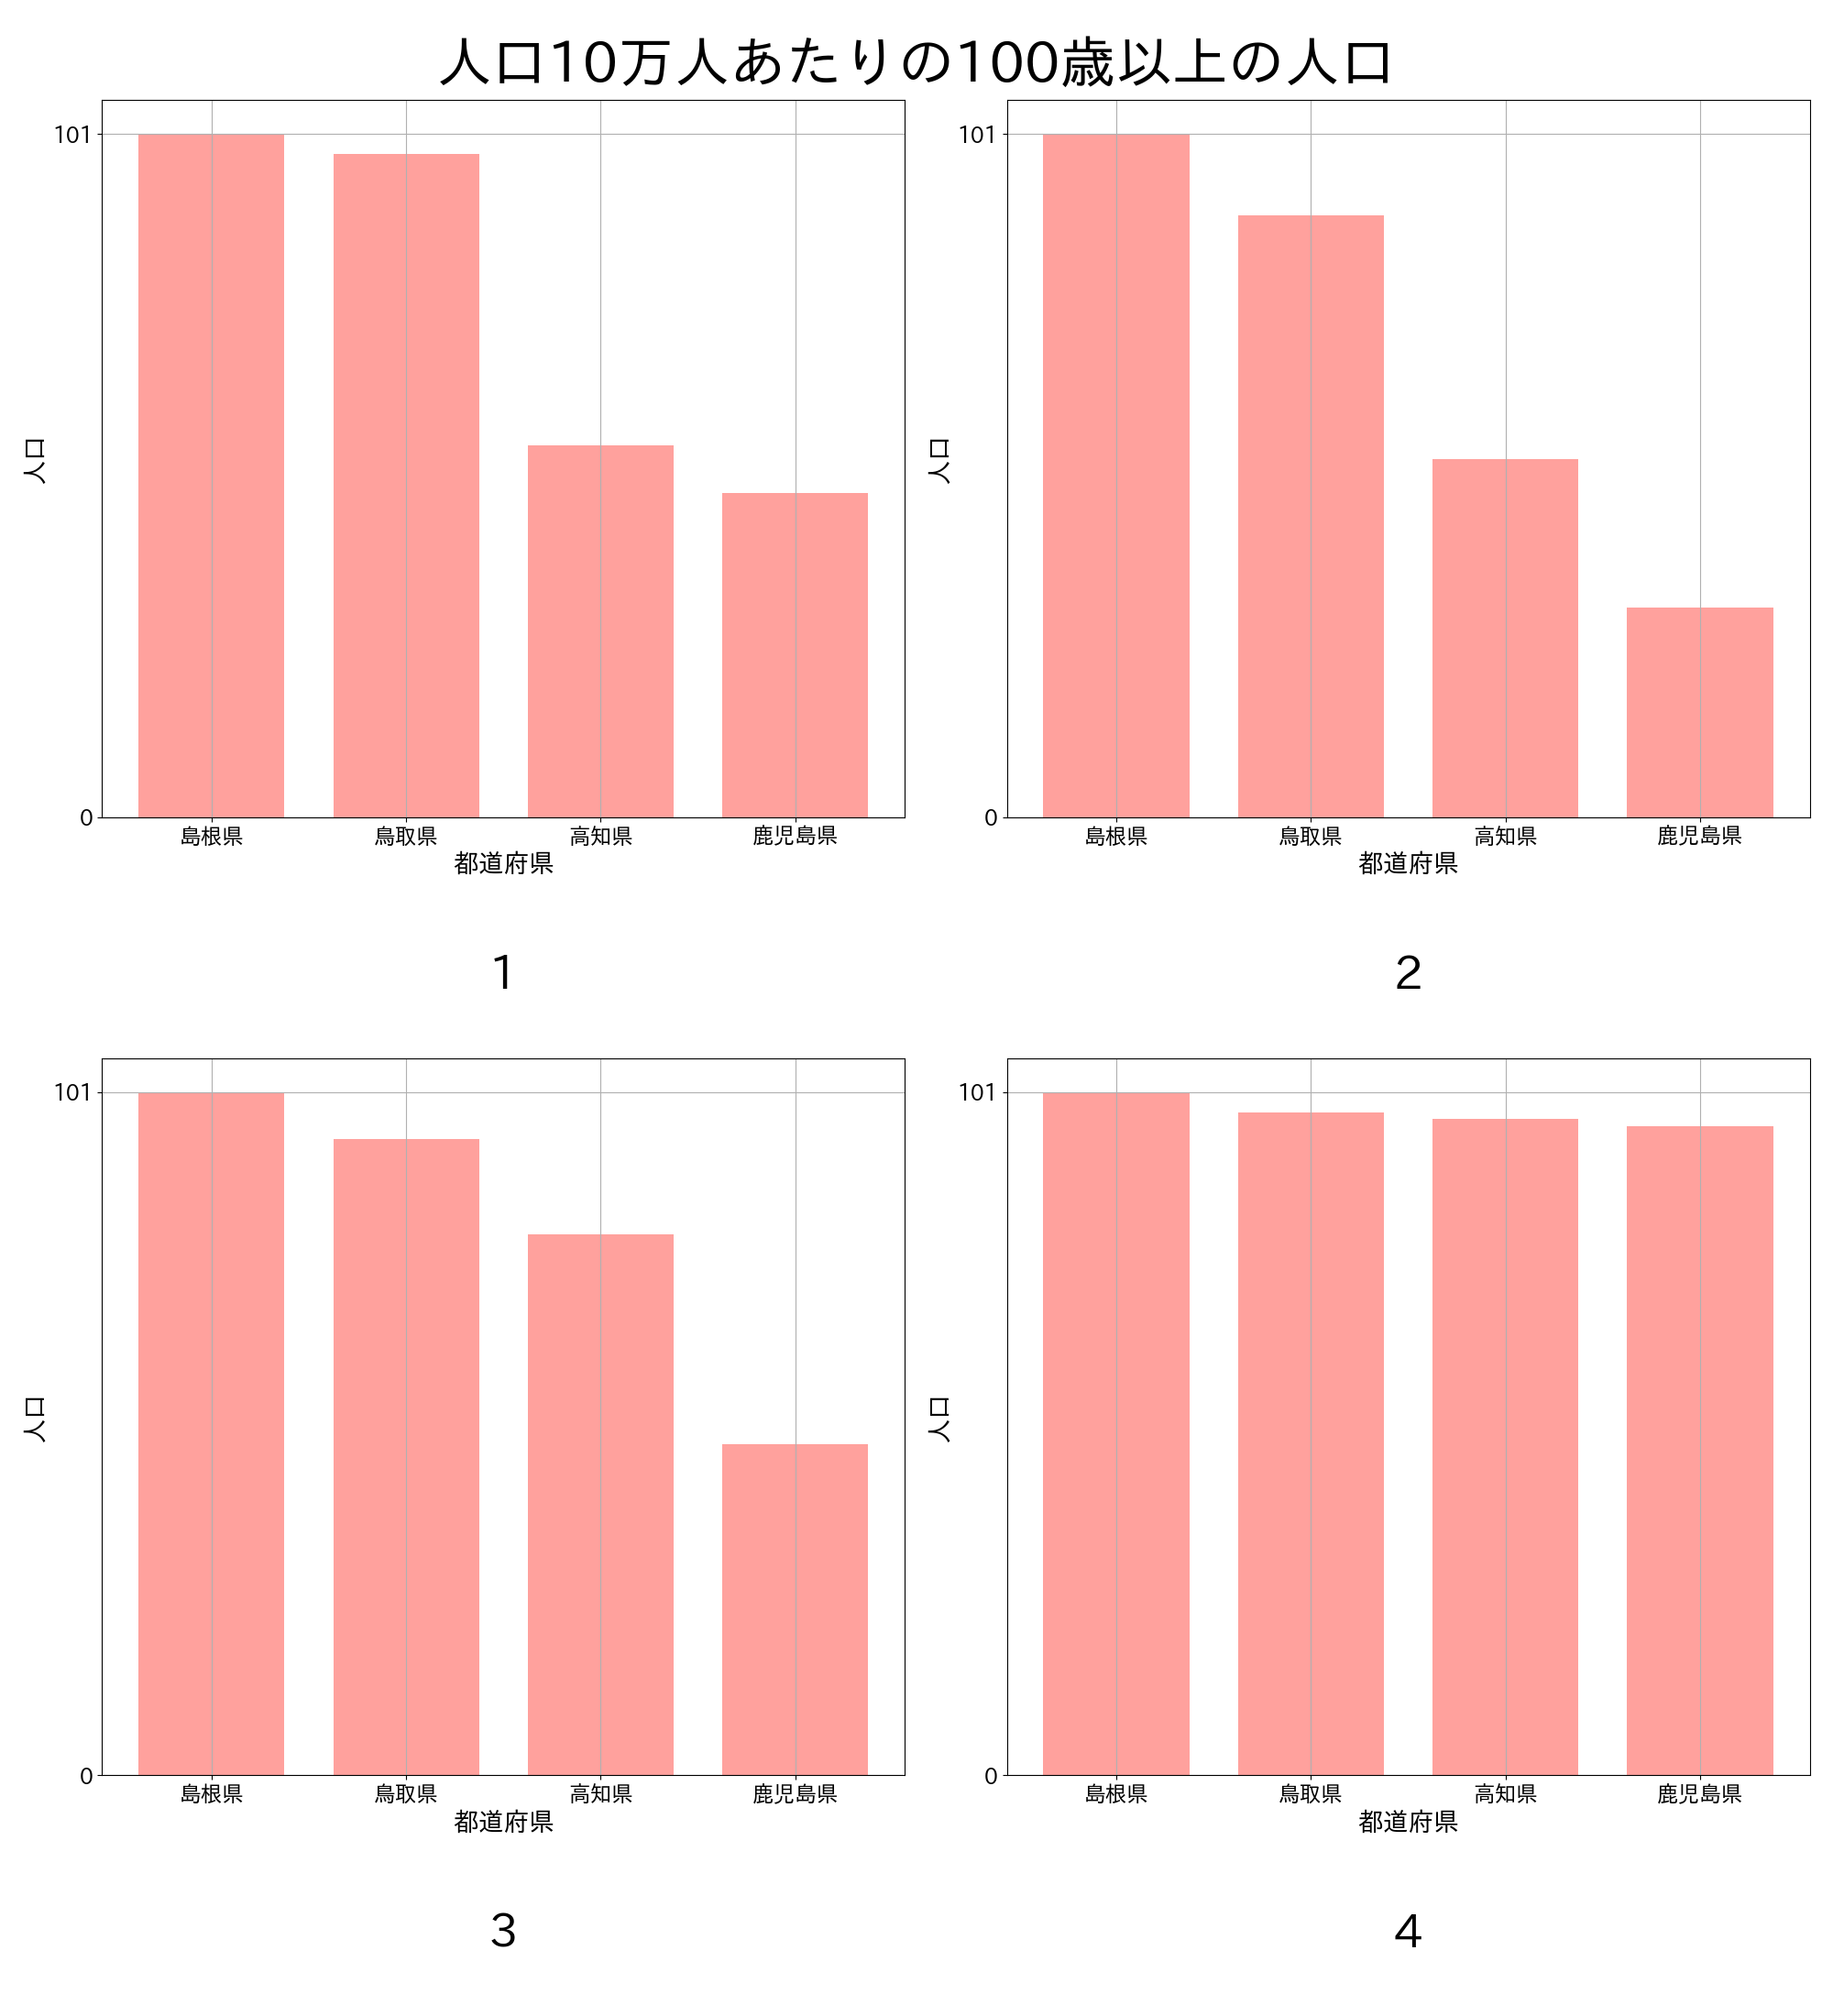 人口10万人あたりの100歳以上の人口
101
0
人口
島根県 鳥取県 高知県 鹿児島県
都道府県
1
101
0
人口
島根県 鳥取県 高知県 鹿児島県
都道府県
2
101
0
人口
島根県 鳥取県 高知県 鹿児島県
都道府県
3
101
0
人口
島根県 鳥取県 高知県 鹿児島県
都道府県
4